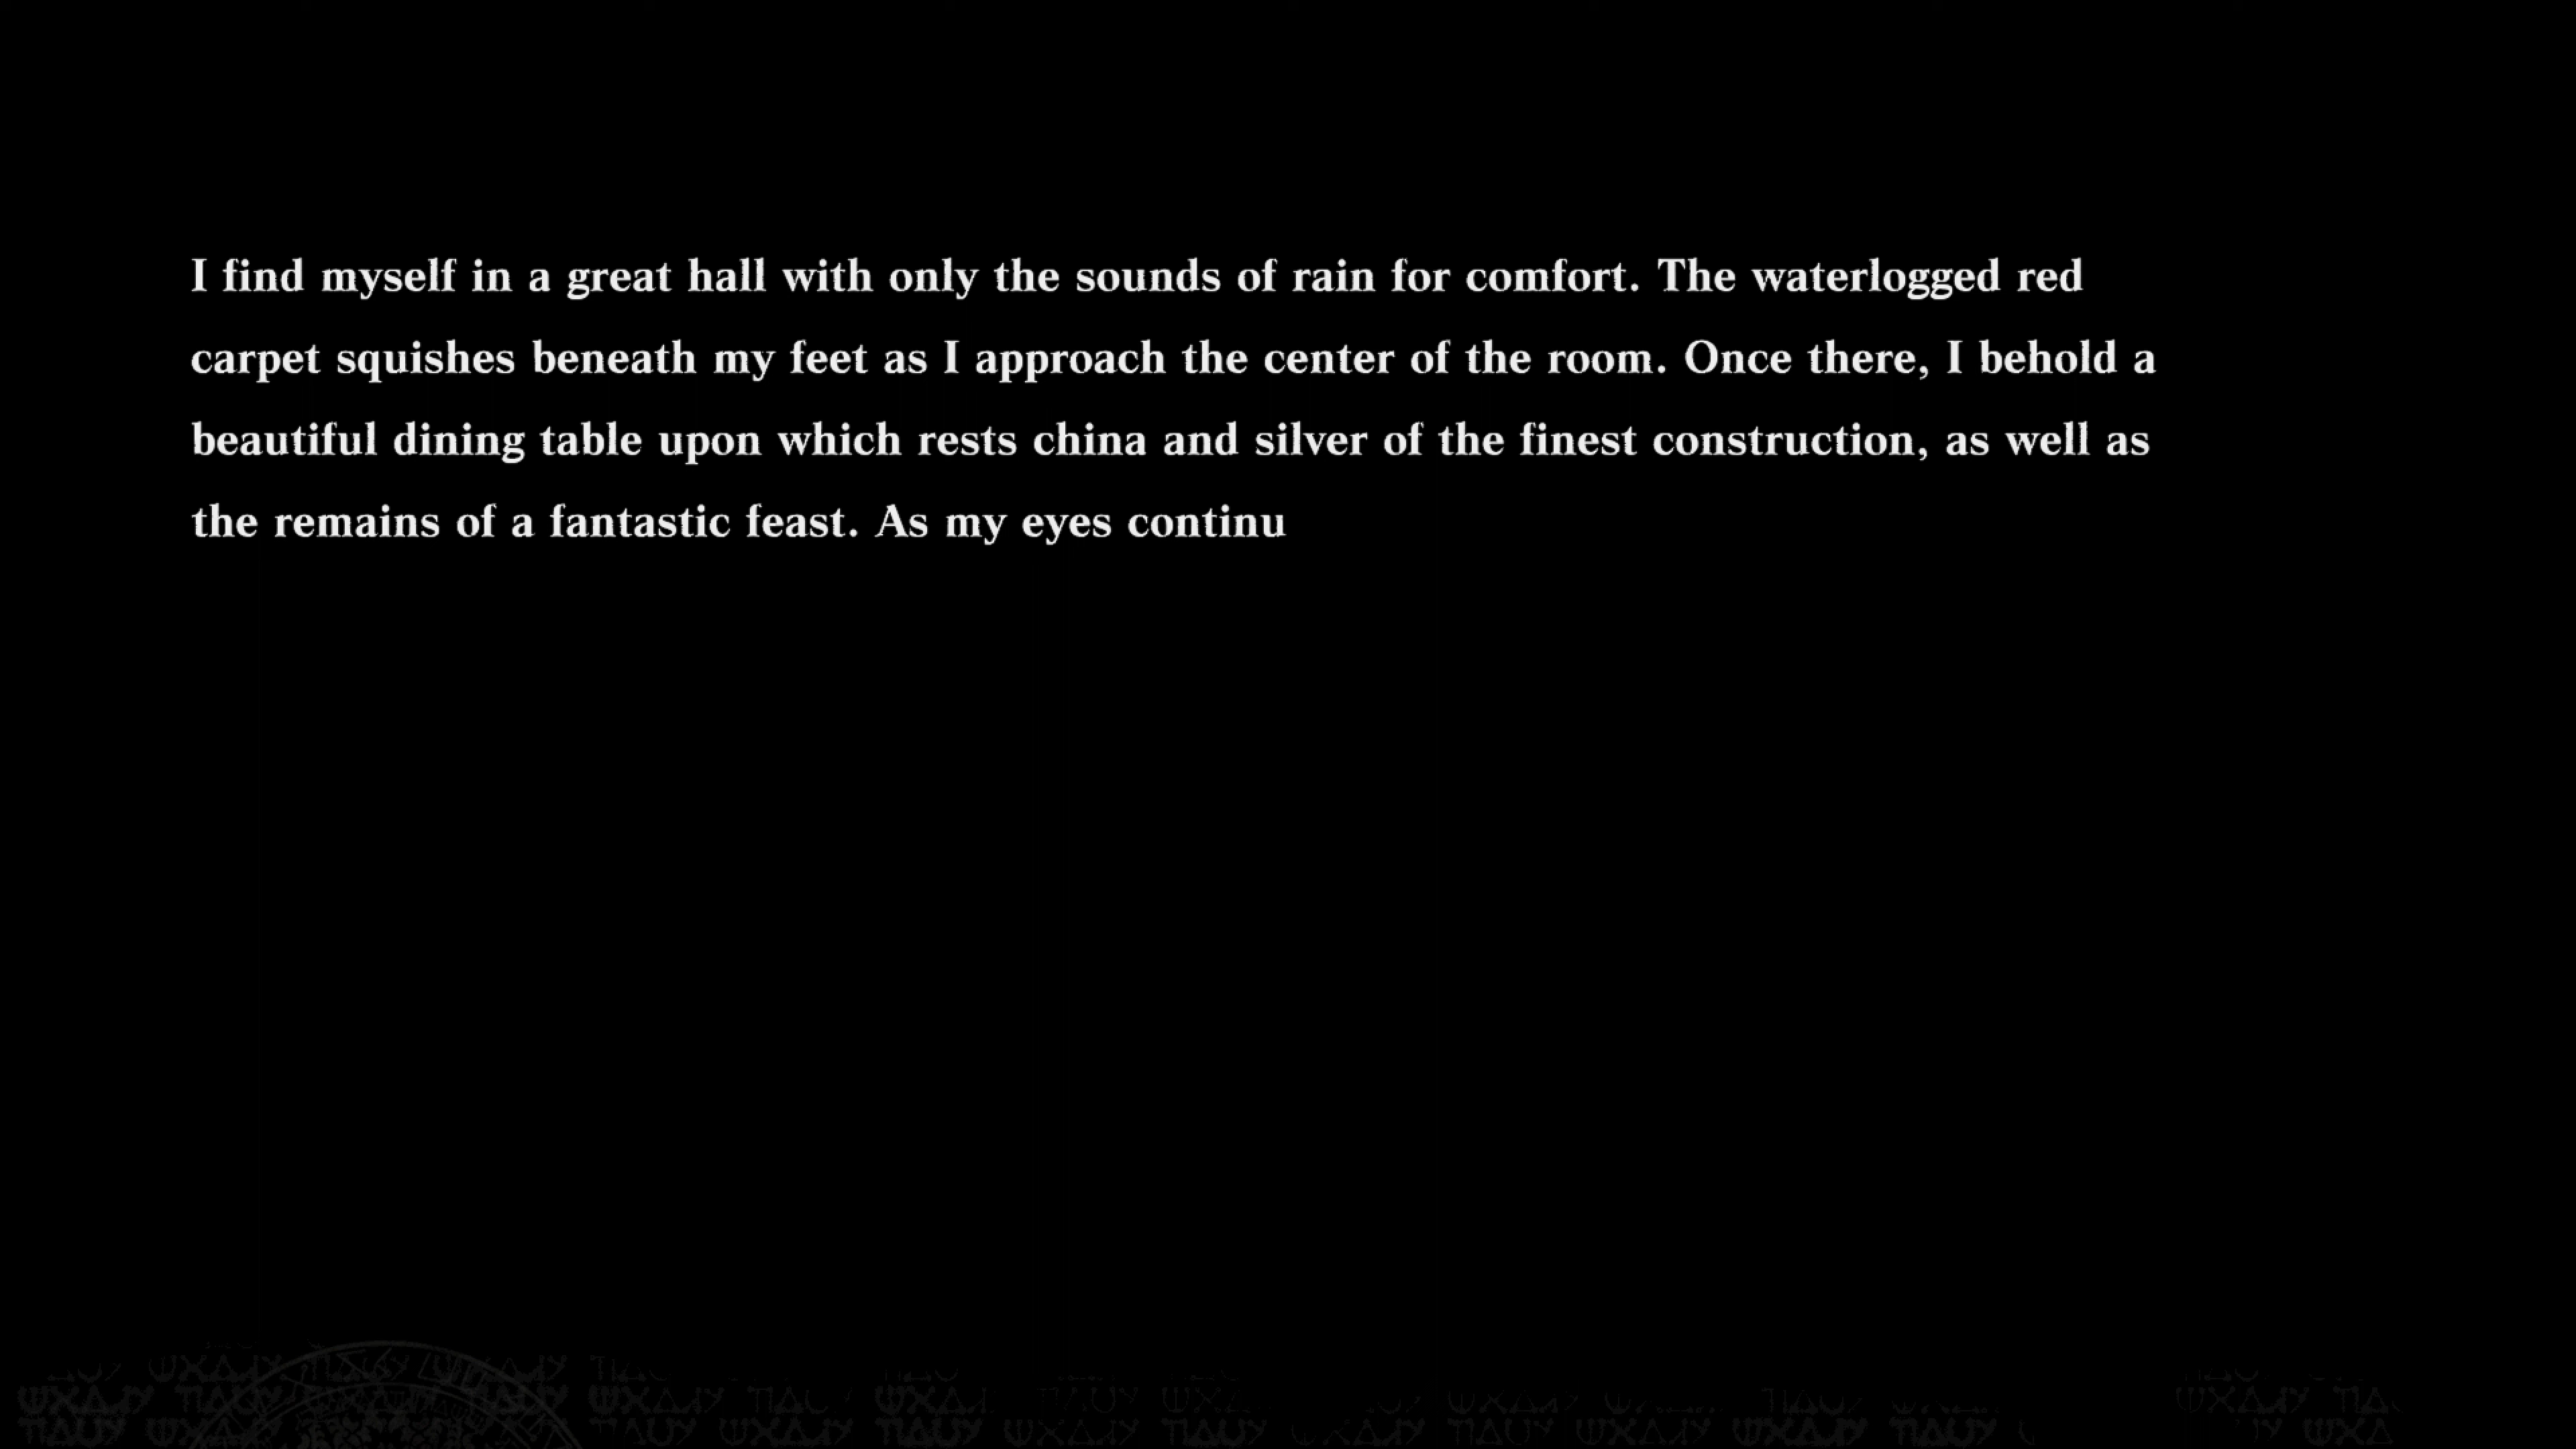 I find myself in a great hall with only the sounds of rain for comfort. The waterlogged red
carpet squishes beneath my feet as I approach the center of the room. Once there, I behold a
beautiful dining table upon which rests china and silver of the finest construction, as well as
the remains of a fantastic feast. As my eyes continu